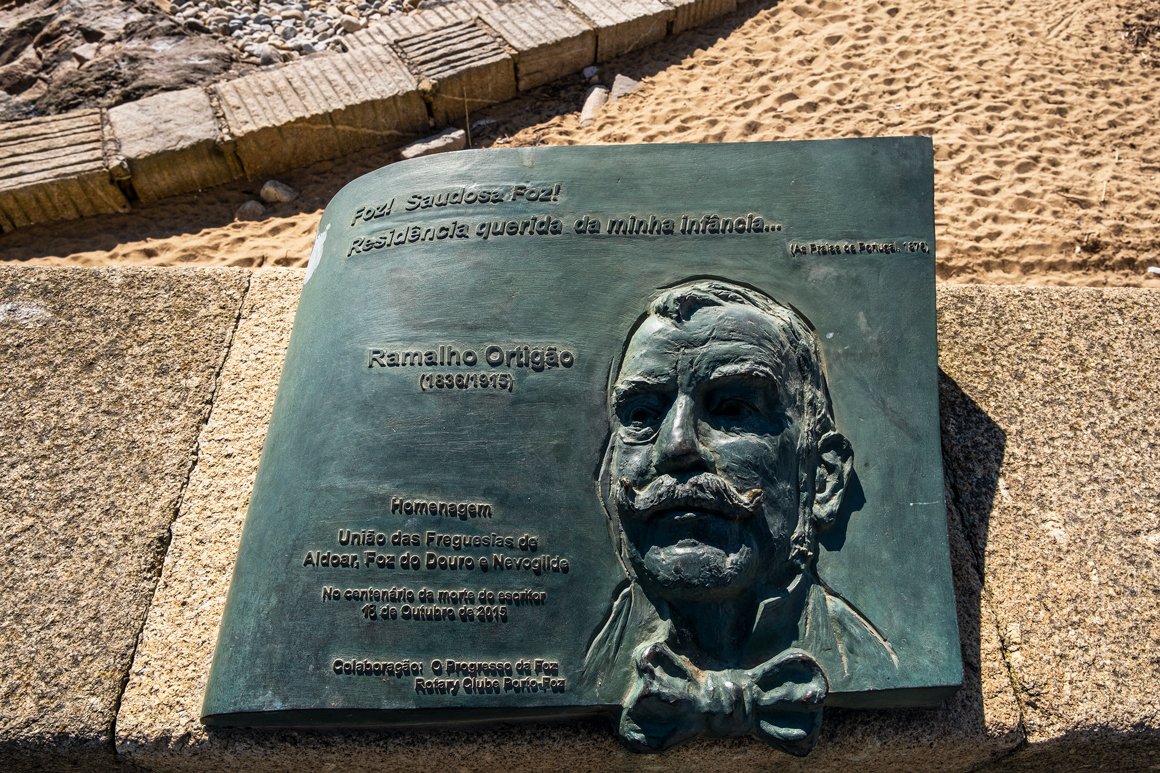 Foz! Saudosa Foz!
Residência querida da minha infância...
(As Praias de Portugal, 1876)
Ramalho Ortigão
(1836/1915)
Homenagem
União das Freguesias de
Aldoar, Foz do Douro e Nevogilde
No centenário da morte do escritor
18 de Outubro de 2015
Colaboração: O Progresso da Foz
Rotary Clube Porto-Foz